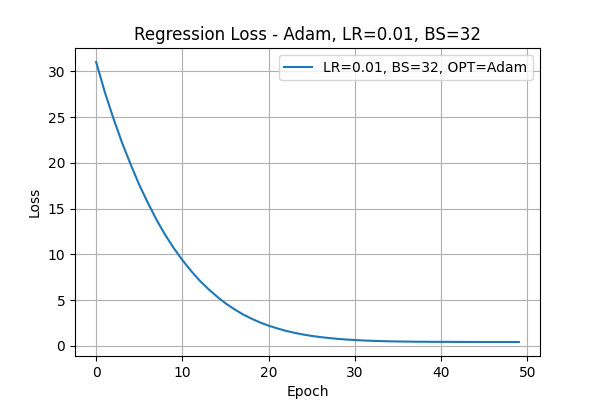 Regression Loss - Adam, LR=0.01, BS=32
LR=0.01, BS=32, OPT=Adam
30
25
20
15
10
5
0
Loss
0 10 20 30 40 50
Epoch